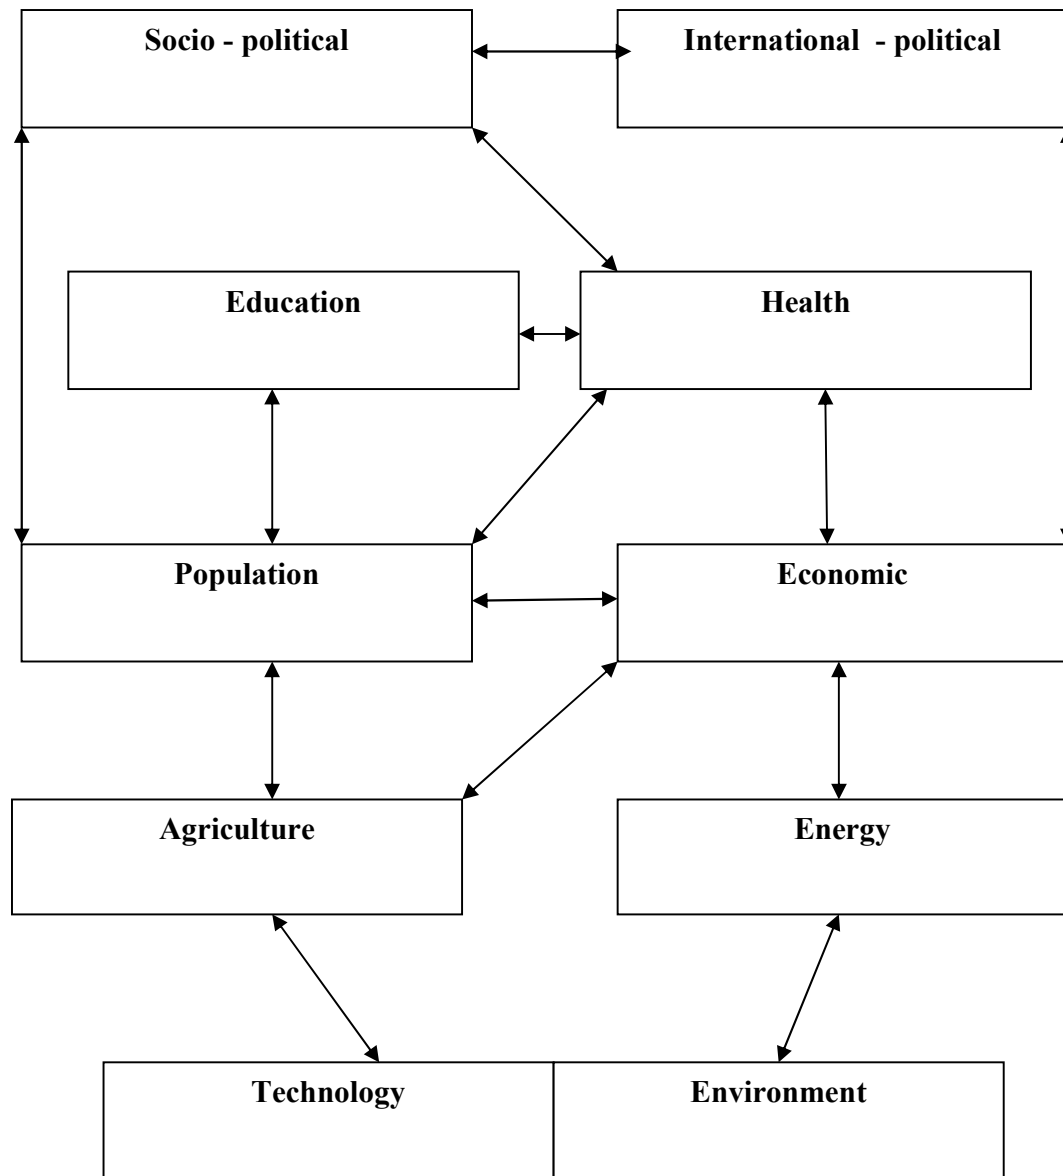 Socio - political
International  - political
Education
Health
Population
Economic
Agriculture
Energy
Technology
Environment